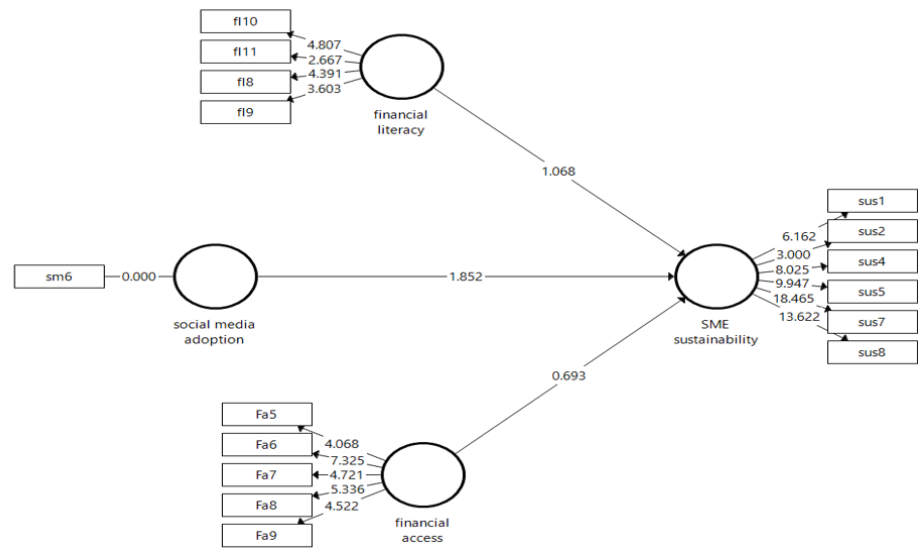 fl10
fl11
fl8
fl9
4.807
2.667
4.391
3.603
financial
literacy
1.068
sus1
sus2
sus4
sus5
sus7
sus8
6.162
3.000
8.025
9.947
18.465
13.622
sm6
0.000
social media
adoption
1.852
SME
sustainability
0.693
Fa5
Fa6
Fa7
Fa8
Fa9
4.068
7.325
4.721
5.336
4.522
financial
access